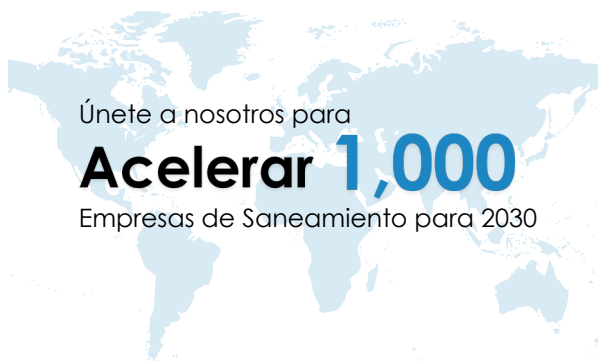 Únete a nosotros para
Acelerar 1,000
Empresas de Saneamiento para 2030